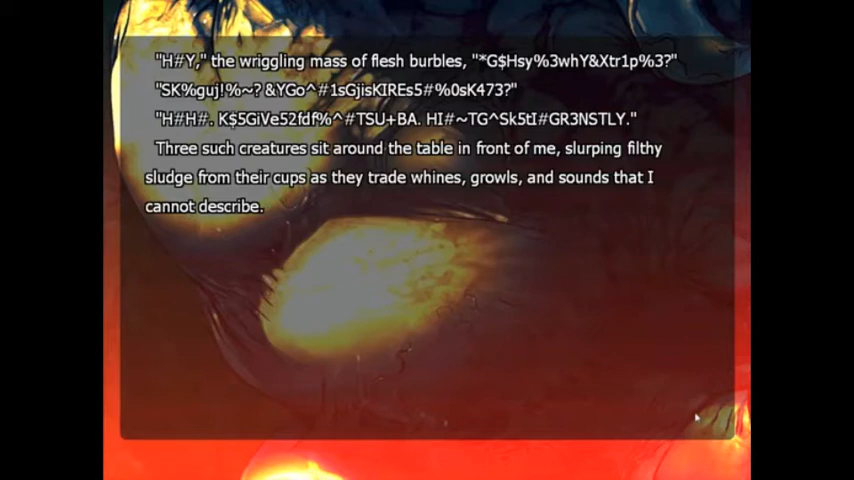 "H#Y," the wriggling mass of flesh burbles, "*G$Hsy%3whY&Xtr1p%3?"
"SK%guj!%~? &YGo^#1sGjisKIREs5#%0sK473?"
"H#H#. K$5GiVe52fdf%^#TSU+BA. HI#~TG^Sk5tI#GR3NSTLY."
Three such creatures sit around the table in front of me, slurping filthy
sludge from their cups as they trade whines, growls, and sounds that I
cannot describe.